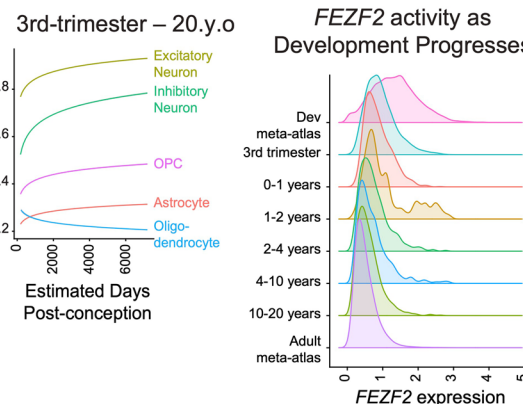 3rd-trimester – 20.y.o
.8
.6
.4
.2
Excitatory
Neuron
Inhibitory
Neuron
OPC
Astrocyte
Oligo-
dendrocyte
0 2000 4000 6000
Estimated Days
Post-conception
FEZF2 activity as
Development Progresses
Dev
meta-atlas
3rd trimester
0-1 years
1-2 years
2-4 years
4-10 years
10-20 years
Adult
meta-atlas
0 1 2 3 4 5
FEZF2 expression